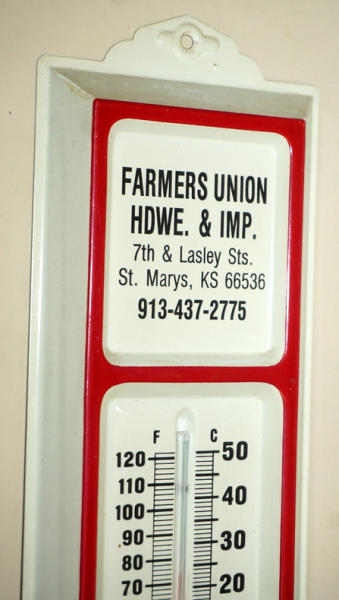 FARMERS UNION
HDWE. & IMP.
7th & Lasley Sts.
St. Marys, KS 66536
913-437-2775
F C
120 50
110
100 40
90
80 30
70 20